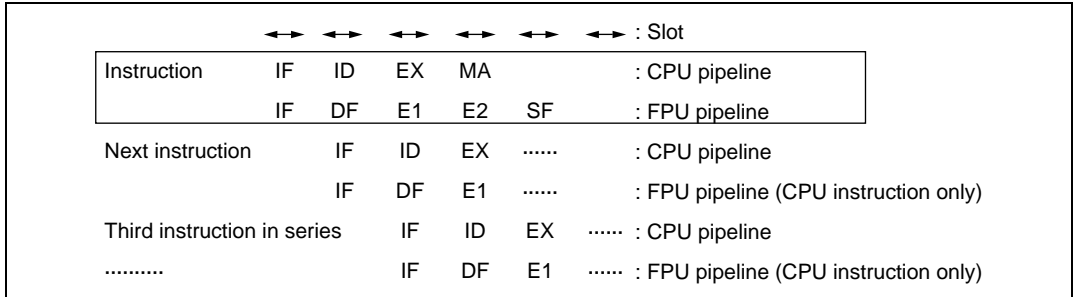 : Slot
Instruction IF ID EX MA : CPU pipeline
IF DF E1 E2 SF : FPU pipeline
Next instruction IF ID EX ...... : CPU pipeline
IF DF E1 ...... : FPU pipeline (CPU instruction only)
Third instruction in series IF ID EX ...... : CPU pipeline
.......... IF DF E1 ...... : FPU pipeline (CPU instruction only)